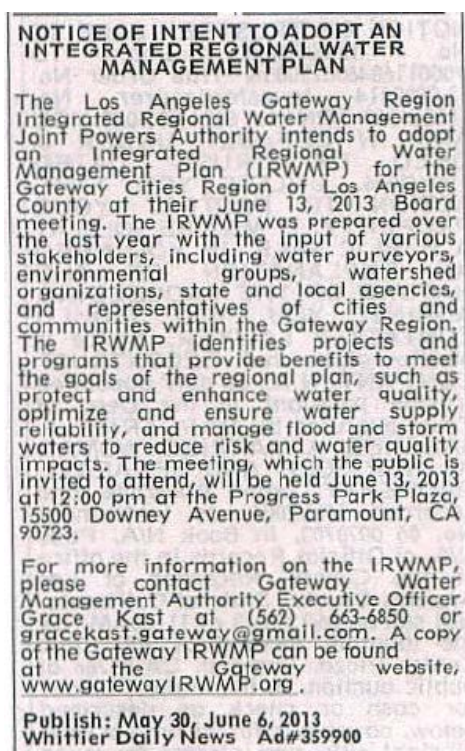 NOTICE OF INTENT TO ADOPT AN
INTEGRATED REGIONAL WATER
MANAGEMENT PLAN
The Los Angeles Gateway Region
Integrated Regional Water Management
Joint Powers Authority intends to adopt
an Integrated Regional Water
Management Plan (IRWMP) for the
Gateway Cities Region of Los Angeles
County at their June 13, 2013 Board
meeting. The IRWMP was prepared over
the last year with the input of various
stakeholders, including water purveyors,
environmental groups, watershed
organizations, state and local agencies,
and representatives of cities and
communities within the Gateway Region.
The IRWMP identifies projects and
programs that provide benefits to meet
the goals of the regional plan, such as
protect and enhance water quality,
optimize and ensure water supply
reliability, and manage flood and storm
waters to reduce risk and water quality
impacts. The meeting, which the public is
invited to attend, will be held June 13, 2013
at 12:00 pm at the Progress Park Plaza,
15500 Downey Avenue, Paramount, CA
90723.
For more information on the IRWMP,
please contact Gateway Water
Management Authority Executive Officer
Grace Kast at (562) 663-6850 or
gracekast.gateway@gmail.com. A copy
of the Gateway IRWMP can be found
at the Gateway website,
www.gatewayIRWMP.org.
Publish: May 30, June 6, 2013
Whittier Daily News Ad#359900